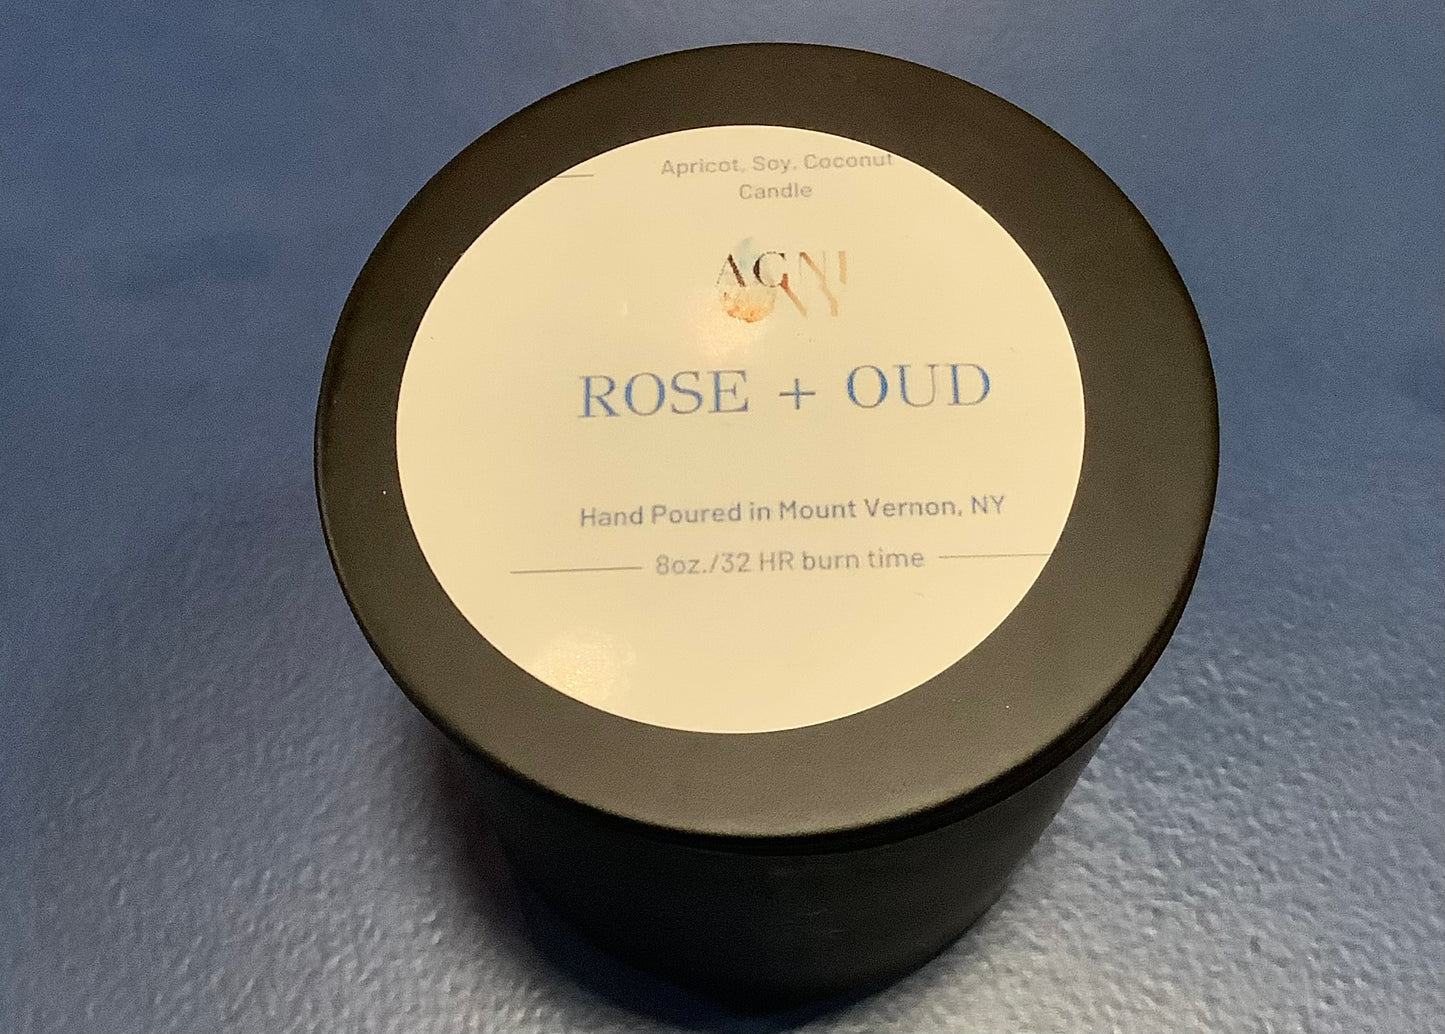 Apricot, Soy, Coconut
Candle
AGNI
NY
ROSE + OUD
Hand Poured in Mount Vernon, NY
8oz./32 HR burn time